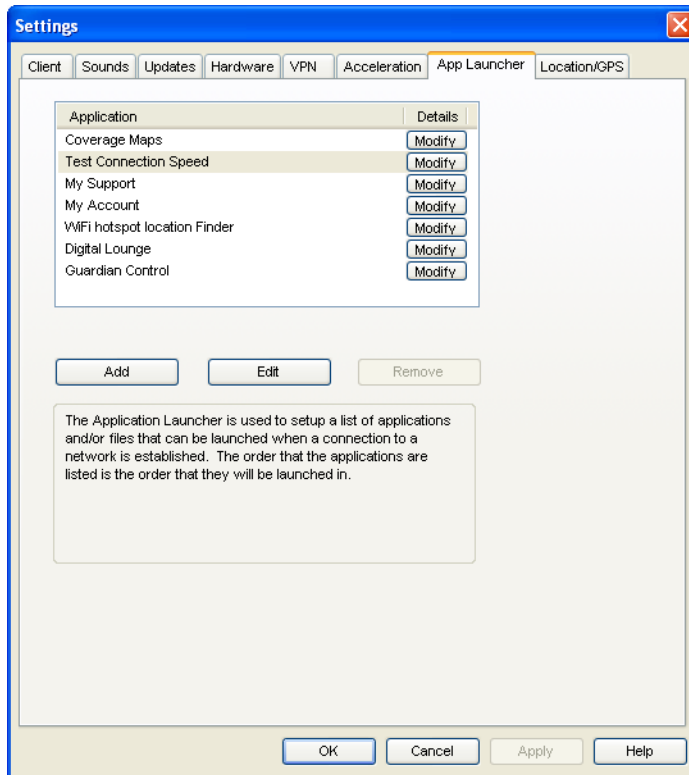 Settings
Client Sounds Updates Hardware VPN Acceleration App Launcher Location/GPS
Application Details
Coverage Maps Modify
Test Connection Speed Modify
My Support Modify
My Account Modify
WiFi hotspot location Finder Modify
Digital Lounge Modify
Guardian Control Modify
Add Edit Remove
The Application Launcher is used to setup a list of applications
and/or files that can be launched when a connection to a
network is established. The order that the applications are
listed is the order that they will be launched in.
OK Cancel Apply Help